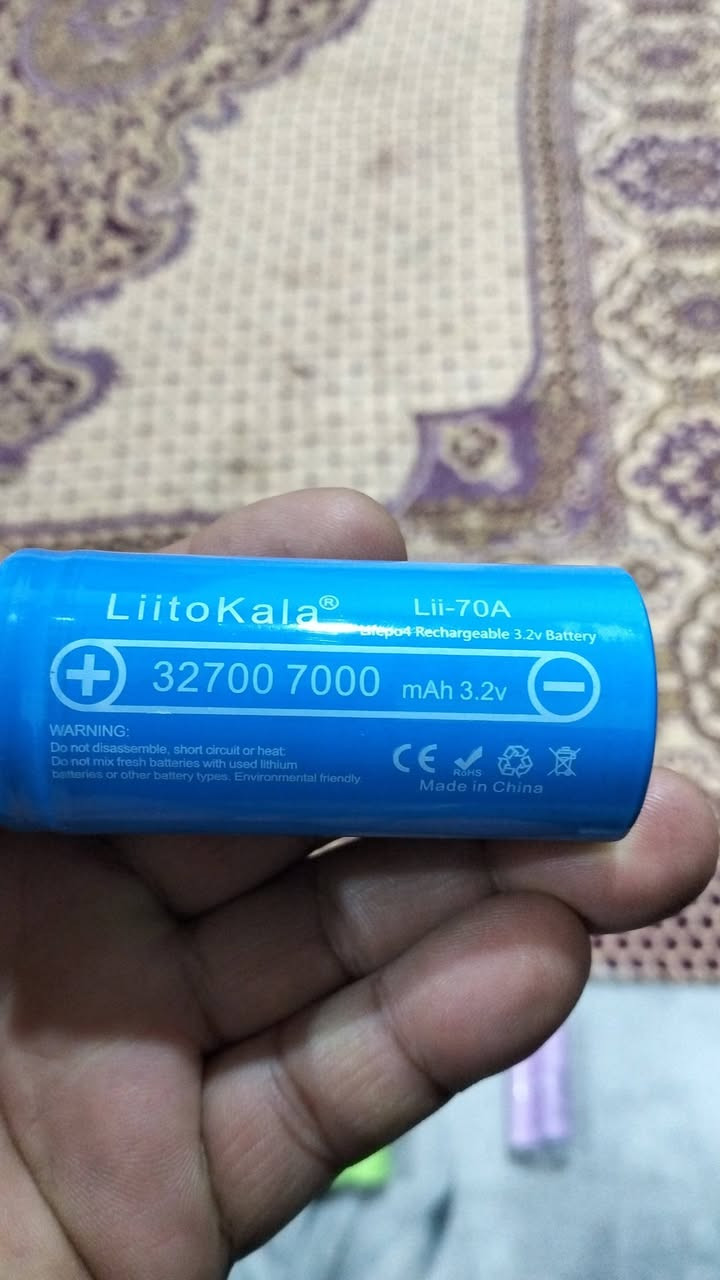 LiitoKala® Lii-70A
Lifepo4 Rechargeable 3.2v Battery
+ 32700 7000 mAh 3.2v −
WARNING:
Do not disassemble, short circuit or heat;
Do not mix fresh batteries with used lithium
batteries or other battery types. Environmental friendly
CE RoHS
Made in China